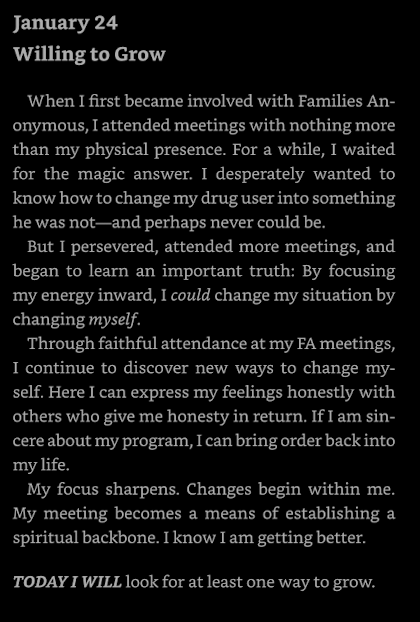 January 24
Willing to Grow
When I first became involved with Families An-
onymous, I attended meetings with nothing more
than my physical presence. For a while, I waited
for the magic answer. I desperately wanted to
know how to change my drug user into something
he was not—and perhaps never could be.
But I persevered, attended more meetings, and
began to learn an important truth: By focusing
my energy inward, I could change my situation by
changing myself.
Through faithful attendance at my FA meetings,
I continue to discover new ways to change my-
self. Here I can express my feelings honestly with
others who give me honesty in return. If I am sin-
cere about my program, I can bring order back into
my life.
My focus sharpens. Changes begin within me.
My meeting becomes a means of establishing a
spiritual backbone. I know I am getting better.
TODAY I WILL look for at least one way to grow.